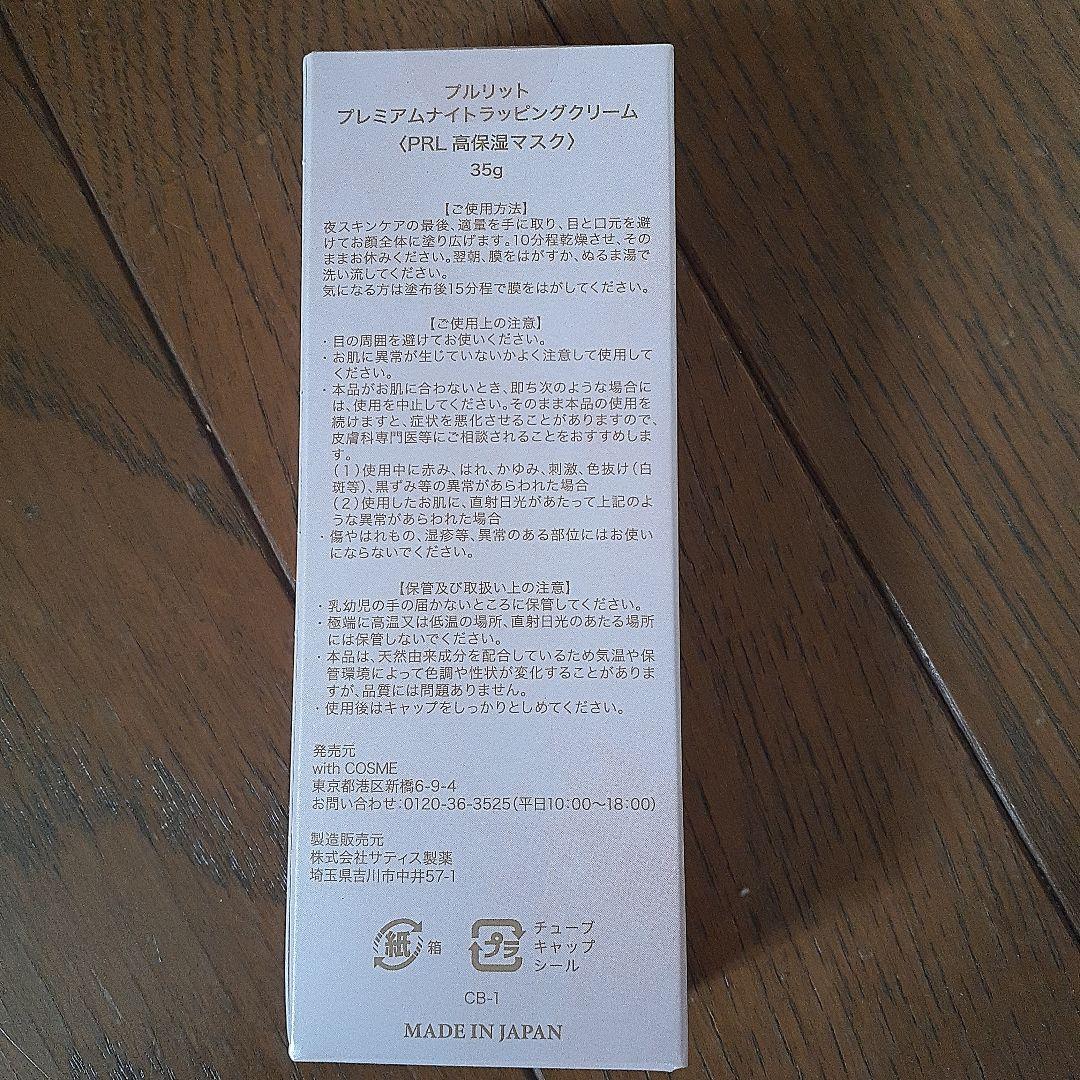 プルリット
プレミアムナイトラッピングクリーム
〈PRL 高保湿マスク〉
35g
【ご使用方法】
夜スキンケアの最後、適量を手に取り、目と口元を避
けてお顔全体に塗り広げます。10分程乾燥させ、その
ままお休みください。翌朝、膜をはがすか、ぬるま湯で
洗い流してください。
気になる方は塗布後15分程で膜をはがしてください。
【ご使用上の注意】
・目の周囲を避けてお使いください。
・お肌に異常が生じていないかよく注意して使用して
ください。
・本品がお肌に合わないとき、即ち次のような場合に
は、使用を中止してください。そのまま本品の使用を
続けますと、症状を悪化させることがありますので、
皮膚科専門医等にご相談されることをおすすめしま
す。
(1)使用中に赤み、はれ、かゆみ、刺激、色抜け(白
斑等)、黒ずみ等の異常があらわれた場合
(2)使用したお肌に、直射日光があたって上記のよ
うな異常があらわれた場合
・傷やはれもの、湿疹等、異常のある部位にはお使い
にならないでください。
【保管及び取扱い上の注意】
・乳幼児の手の届かないところに保管してください。
・極端に高温又は低温の場所、直射日光のあたる場所
には保管しないでください。
・本品は、天然由来成分を配合しているため気温や保
管環境によって色調や性状が変化することがありま
すが、品質には問題ありません。
・使用後はキャップをしっかりとしめてください。
発売元
with COSME
東京都港区新橋6-9-4
お問い合わせ:0120-36-3525(平日10:00〜18:00)
製造販売元
株式会社サティス製薬
埼玉県吉川市中井57-1
紙 箱
プラ チューブ
キャップ
シール
CB-1
MADE IN JAPAN